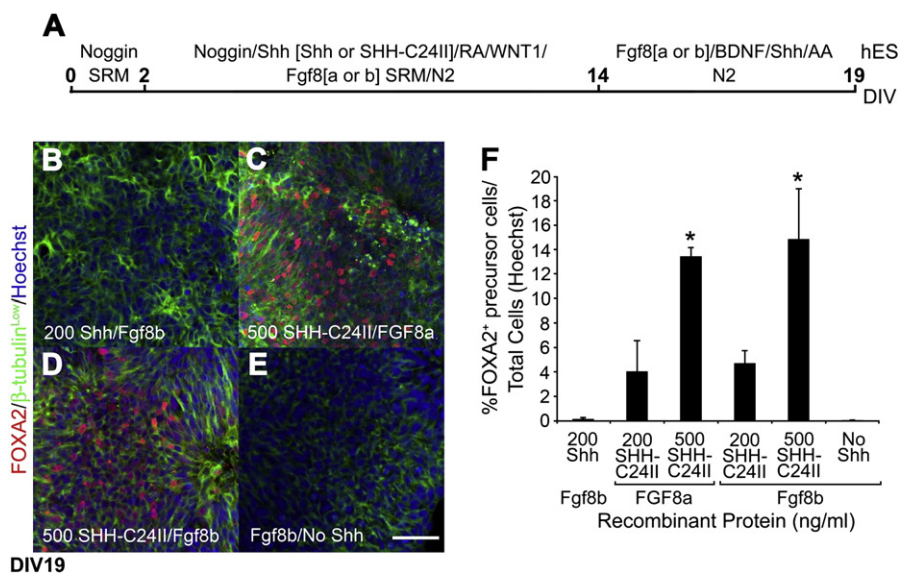 A
Noggin
SRM
Noggin/Shh [Shh or SHH-C24II]/RA/WNT1/
Fgf8[a or b] SRM/N2
Fgf8[a or b]/BDNF/Shh/AA
N2
hES
0
2
14
19
DIV
B
200 Shh/Fgf8b
C
500 SHH-C24II/FGF8a
D
500 SHH-C24II/Fgf8b
E
Fgf8b/No Shh
FOXA2/β-tubulinLow/Hoechst
DIV19
F
%FOXA2+ precursor cells/
Total Cells (Hoechst)
20
18
16
14
12
10
8
6
4
2
0
*
*
200
Shh
200
SHH-
C24II
500
SHH-
C24II
200
SHH-
C24II
500
SHH-
C24II
No
Shh
Fgf8b
FGF8a
Fgf8b
Recombinant Protein (ng/ml)